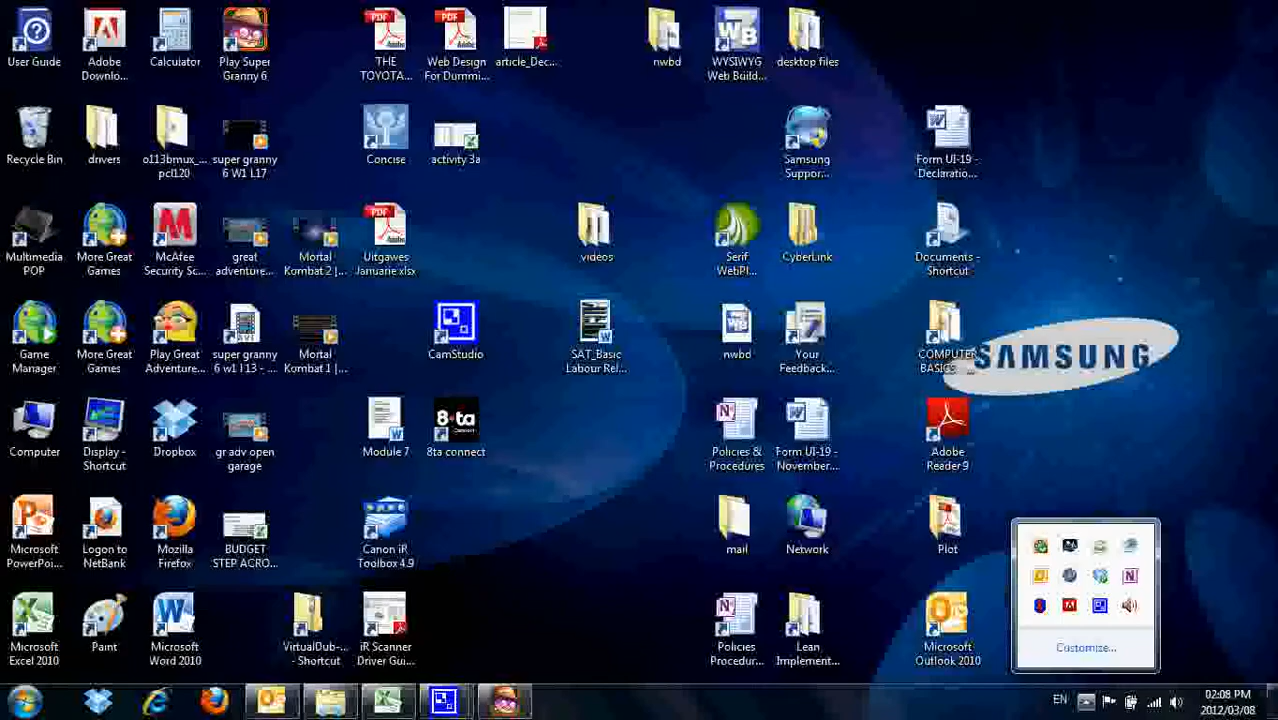 User Guide
Adobe
Downlo...
Calculator
Play Super
Granny 6
THE
TOYOTA...
Web Design
For Dummi...
article_Dec...
nwbd
WYSIWYG
Web Build...
desktop files
Recycle Bin
drivers
o113bmux_...
pcl120
super granny
6 W1 L17
Concise
activity 3a
Samsung
Suppor...
Form UI-19 -
Declaratio...
Multimedia
POP
More Great
Games
McAfee
Security Sc...
great
adventure...
Mortal
Kombat 2 |...
Uitgawes
Januarie xlsx
videos
Serif
WebPl...
CyberLink
Documents -
Shortcut
Game
Manager
More Great
Games
Play Great
Adventure...
super granny
6 w1 l13 - ...
Mortal
Kombat 1 |...
CamStudio
SAT_Basic
Labour Rel...
nwbd
Your
Feedback...
COMPUTER
BASICS - ...
SAMSUNG
Computer
Display -
Shortcut
Dropbox
gr adv open
garage
Module 7
8ta connect
Policies &
Procedures
Form UI-19 -
November...
Adobe
Reader 9
Microsoft
PowerPoi...
Logon to
NetBank
Mozilla
Firefox
BUDGET
STEP ACRO...
Canon iR
Toolbox 4.9
mail
Network
Plot
Microsoft
Excel 2010
Paint
Microsoft
Word 2010
VirtualDub-...
- Shortcut
iR Scanner
Driver Gui...
Policies
Procedur...
Lean
Implement...
Microsoft
Outlook 2010
Customize...
EN
02:08 PM
2012/03/08